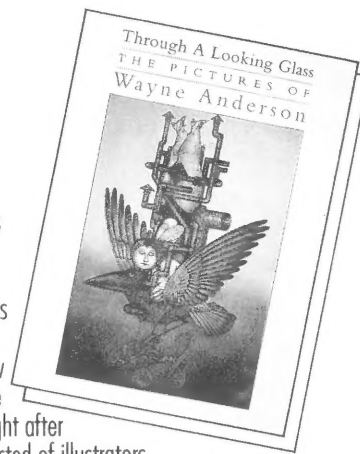 Through A Looking Glass
THE PICTURES OF
Wayne Anderson
s
ght after
sted of illustrators